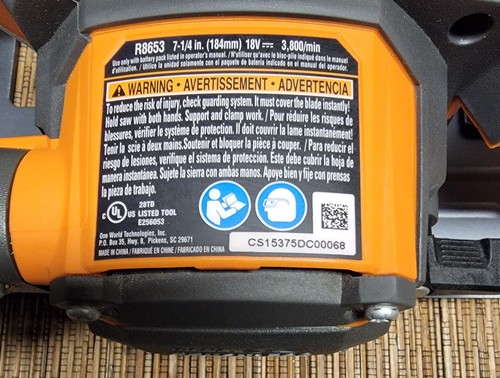 R8653 7-1/4 in. (184mm) 18V⎓ 3,800/min
Use only with battery pack listed in operator's manual. / N'utiliser qu'avec le bloc-pile indiqué dans le manuel
d'utilisation. / Utilice la unidad solamente con el paquete de baterías indicado en el manual del operador.
WARNING • AVERTISSEMENT • ADVERTENCIA
To reduce the risk of injury, check guarding system. It must cover the blade instantly!
Hold saw with both hands. Support and clamp work. / Pour réduire les risques de
blessures, vérifier le système de protection. Il doit couvrir la lame instantanément!
Tenir la scie à deux mains.Soutenir et bloquer la pièce à couper. / Para reducir el
riesgo de lesiones, verifique el sistema de protección. Este debe cubrir la hoja de
manera instantánea. Sujete la sierra con ambas manos. Apoye bien y fije con prensas
la pieza de trabajo.
28TD
c UL US LISTED TOOL
E256053
One World Technologies, Inc.
P.O. Box 35, Hwy. 8, Pickens, SC 29671
MADE IN CHINA / FABRIQUÉ EN CHINE / FABRICADO EN CHINA
CS15375DC00068